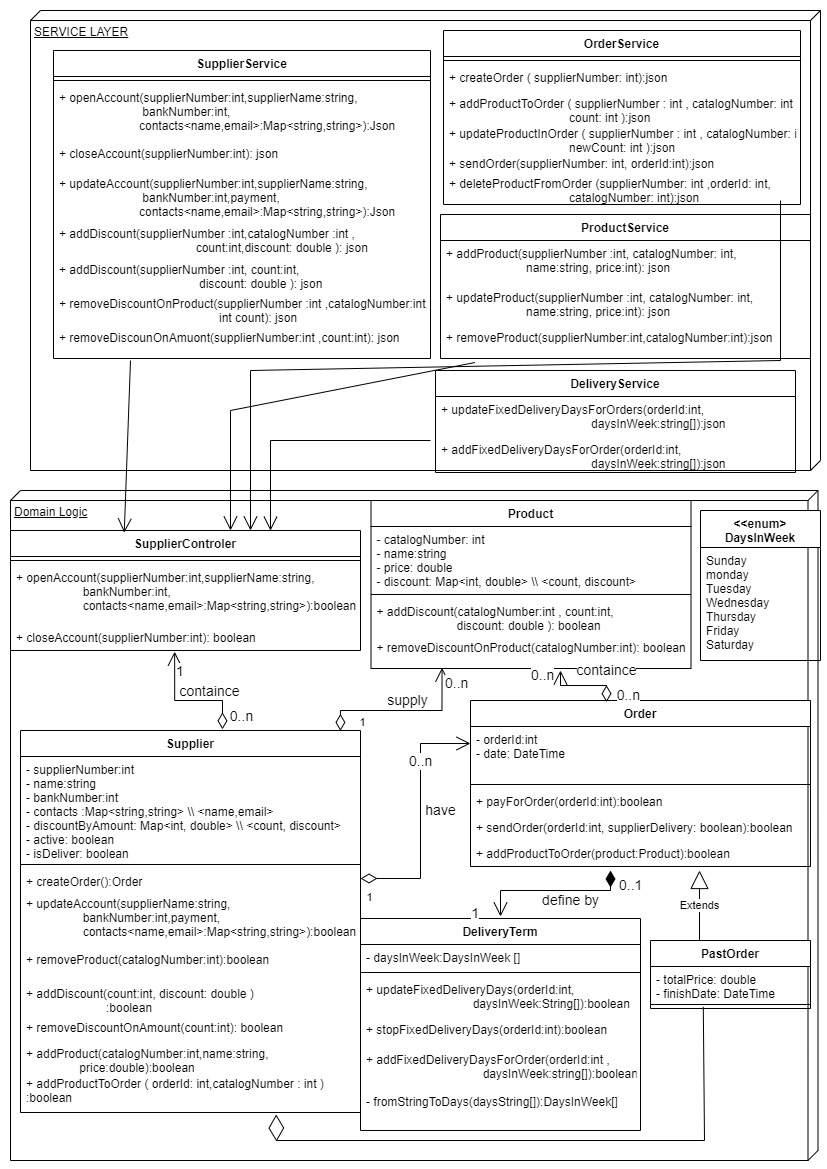 SERVICE LAYER
SupplierService
+ openAccount(supplierNumber:int,supplierName:string,
bankNumber:int,
contacts<name,email>:Map<string,string>):Json
+ closeAccount(supplierNumber:int): json
+ updateAccount(supplierNumber:int,supplierName:string,
bankNumber:int,payment,
contacts<name,email>:Map<string,string>):Json
+ addDiscount(supplierNumber :int,catalogNumber :int ,
count:int,discount: double ): json
+ addDiscount(supplierNumber :int, count:int,
discount: double ): json
+ removeDiscountOnProduct(supplierNumber :int ,catalogNumber:int
int count): json
+ removeDiscounOnAmuont(supplierNumber:int ,count:int): json
OrderService
+ createOrder ( supplierNumber: int):json
+ addProductToOrder ( supplierNumber : int , catalogNumber: int
count: int ):json
+ updateProductInOrder ( supplierNumber : int , catalogNumber: i
newCount: int ):json
+ sendOrder(supplierNumber: int, orderId:int):json
+ deleteProductFromOrder (supplierNumber: int ,orderId: int,
catalogNumber: int):json
ProductService
+ addProduct(supplierNumber :int, catalogNumber: int,
name:string, price:int): json
+ updateProduct(supplierNumber :int, catalogNumber: int,
name:string, price:int): json
+ removeProduct(supplierNumber:int,catalogNumber:int):json
DeliveryService
+ updateFixedDeliveryDaysForOrders(orderId:int,
daysInWeek:string[]):json
+ addFixedDeliveryDaysForOrder(orderId:int,
daysInWeek:string[]):json
Domain Logic
SupplierControler
+ openAccount(supplierNumber:int,supplierName:string,
bankNumber:int,
contacts<name,email>:Map<string,string>):boolean
+ closeAccount(supplierNumber:int): boolean
Product
- catalogNumber: int
- name:string
- price: double
- discount: Map<int, double> \\ <count, discount>
+ addDiscount(catalogNumber:int , count:int,
discount: double ): boolean
+ removeDiscountOnProduct(catalogNumber:int): boolean
<<enum>>
DaysInWeek
Sunday
monday
Tuesday
Wednesday
Thursday
Friday
Saturday
1
containce
0..n
supply
0..n
1
0..n
containce
0..n
Supplier
- supplierNumber:int
- name:string
- bankNumber:int
- contacts :Map<string,string> \\ <name,email>
- discountByAmount: Map<int, double> \\ <count, discount>
- active: boolean
- isDeliver: boolean
+ createOrder():Order
+ updateAccount(supplierName:string,
bankNumber:int,payment,
contacts<name,email>:Map<string,string>):boolean
+ removeProduct(catalogNumber:int):boolean
+ addDiscount(count:int, discount: double )
:boolean
+ removeDiscountOnAmount(count:int): boolean
+ addProduct(catalogNumber:int,name:string,
price:double):boolean
+ addProductToOrder ( orderId: int,catalogNumber : int )
:boolean
0..n
have
1
Order
- orderId:int
- date: DateTime
+ payForOrder(orderId:int):boolean
+ sendOrder(orderId:int, supplierDelivery: boolean):boolean
+ addProductToOrder(product:Product):boolean
0..1
define by
1
Extends
DeliveryTerm
- daysInWeek:DaysInWeek []
+ updateFixedDeliveryDays(orderId:int,
daysInWeek:String[]):boolean
+ stopFixedDeliveryDays(orderId:int):boolean
+ addFixedDeliveryDaysForOrder(orderId:int ,
daysInWeek:string[]):boolean
- fromStringToDays(daysString[]):DaysInWeek[]
PastOrder
- totalPrice: double
- finishDate: DateTime